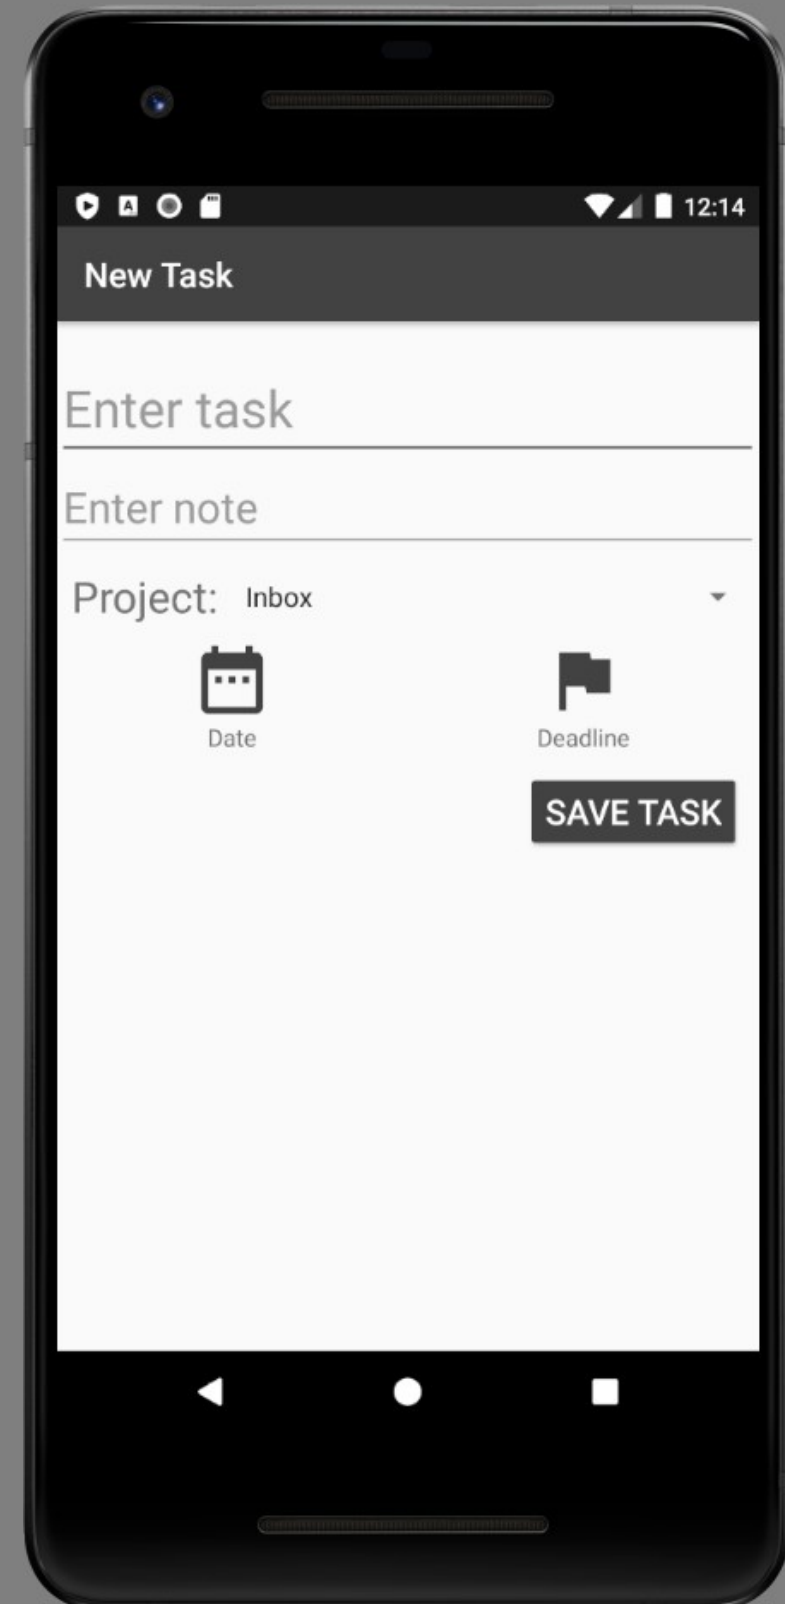 12:14
New Task
Enter task
Enter note
Project: Inbox
Date Deadline
SAVE TASK